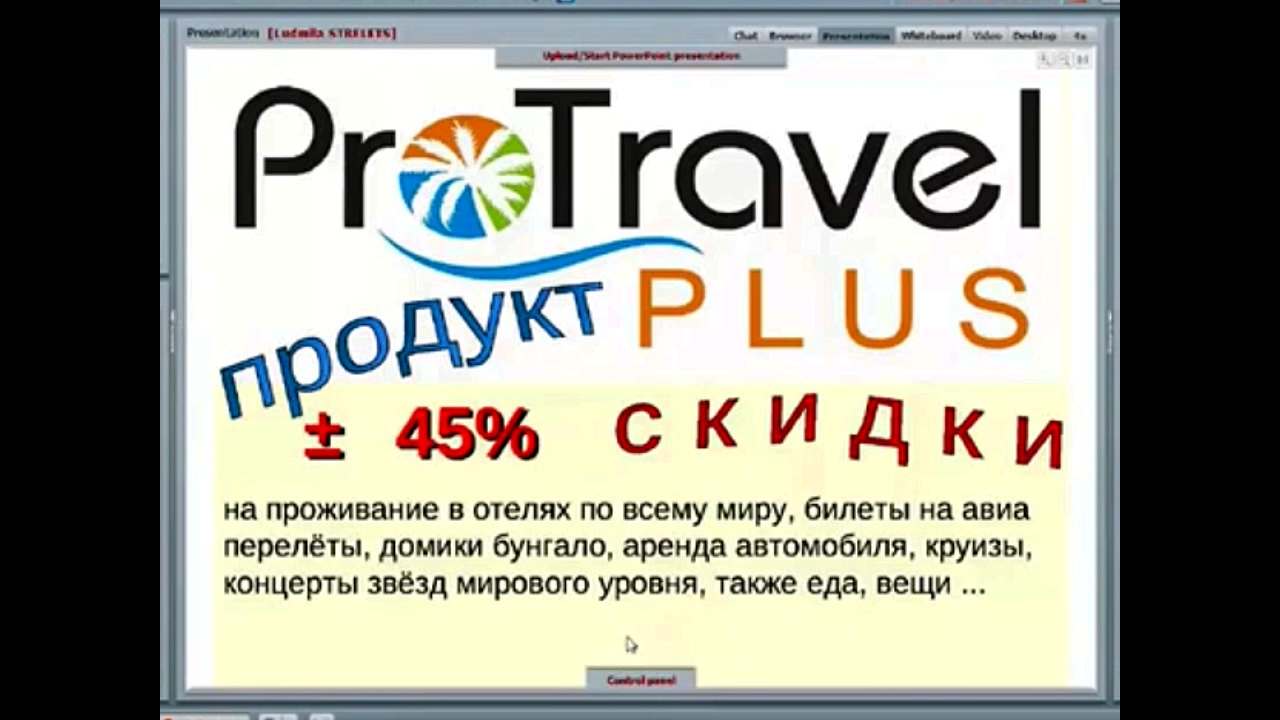 Presentation [Ludmila STRELETS]
Chat Browser Presentation Whiteboard Video Desktop
Upload/Start PowerPoint presentation
ProTravel
PLUS
продукт
± 45% скидки
на проживание в отелях по всему миру, билеты на авиа
перелёты, домики бунгало, аренда автомобиля, круизы,
концерты звёзд мирового уровня, также еда, вещи ...
Control panel